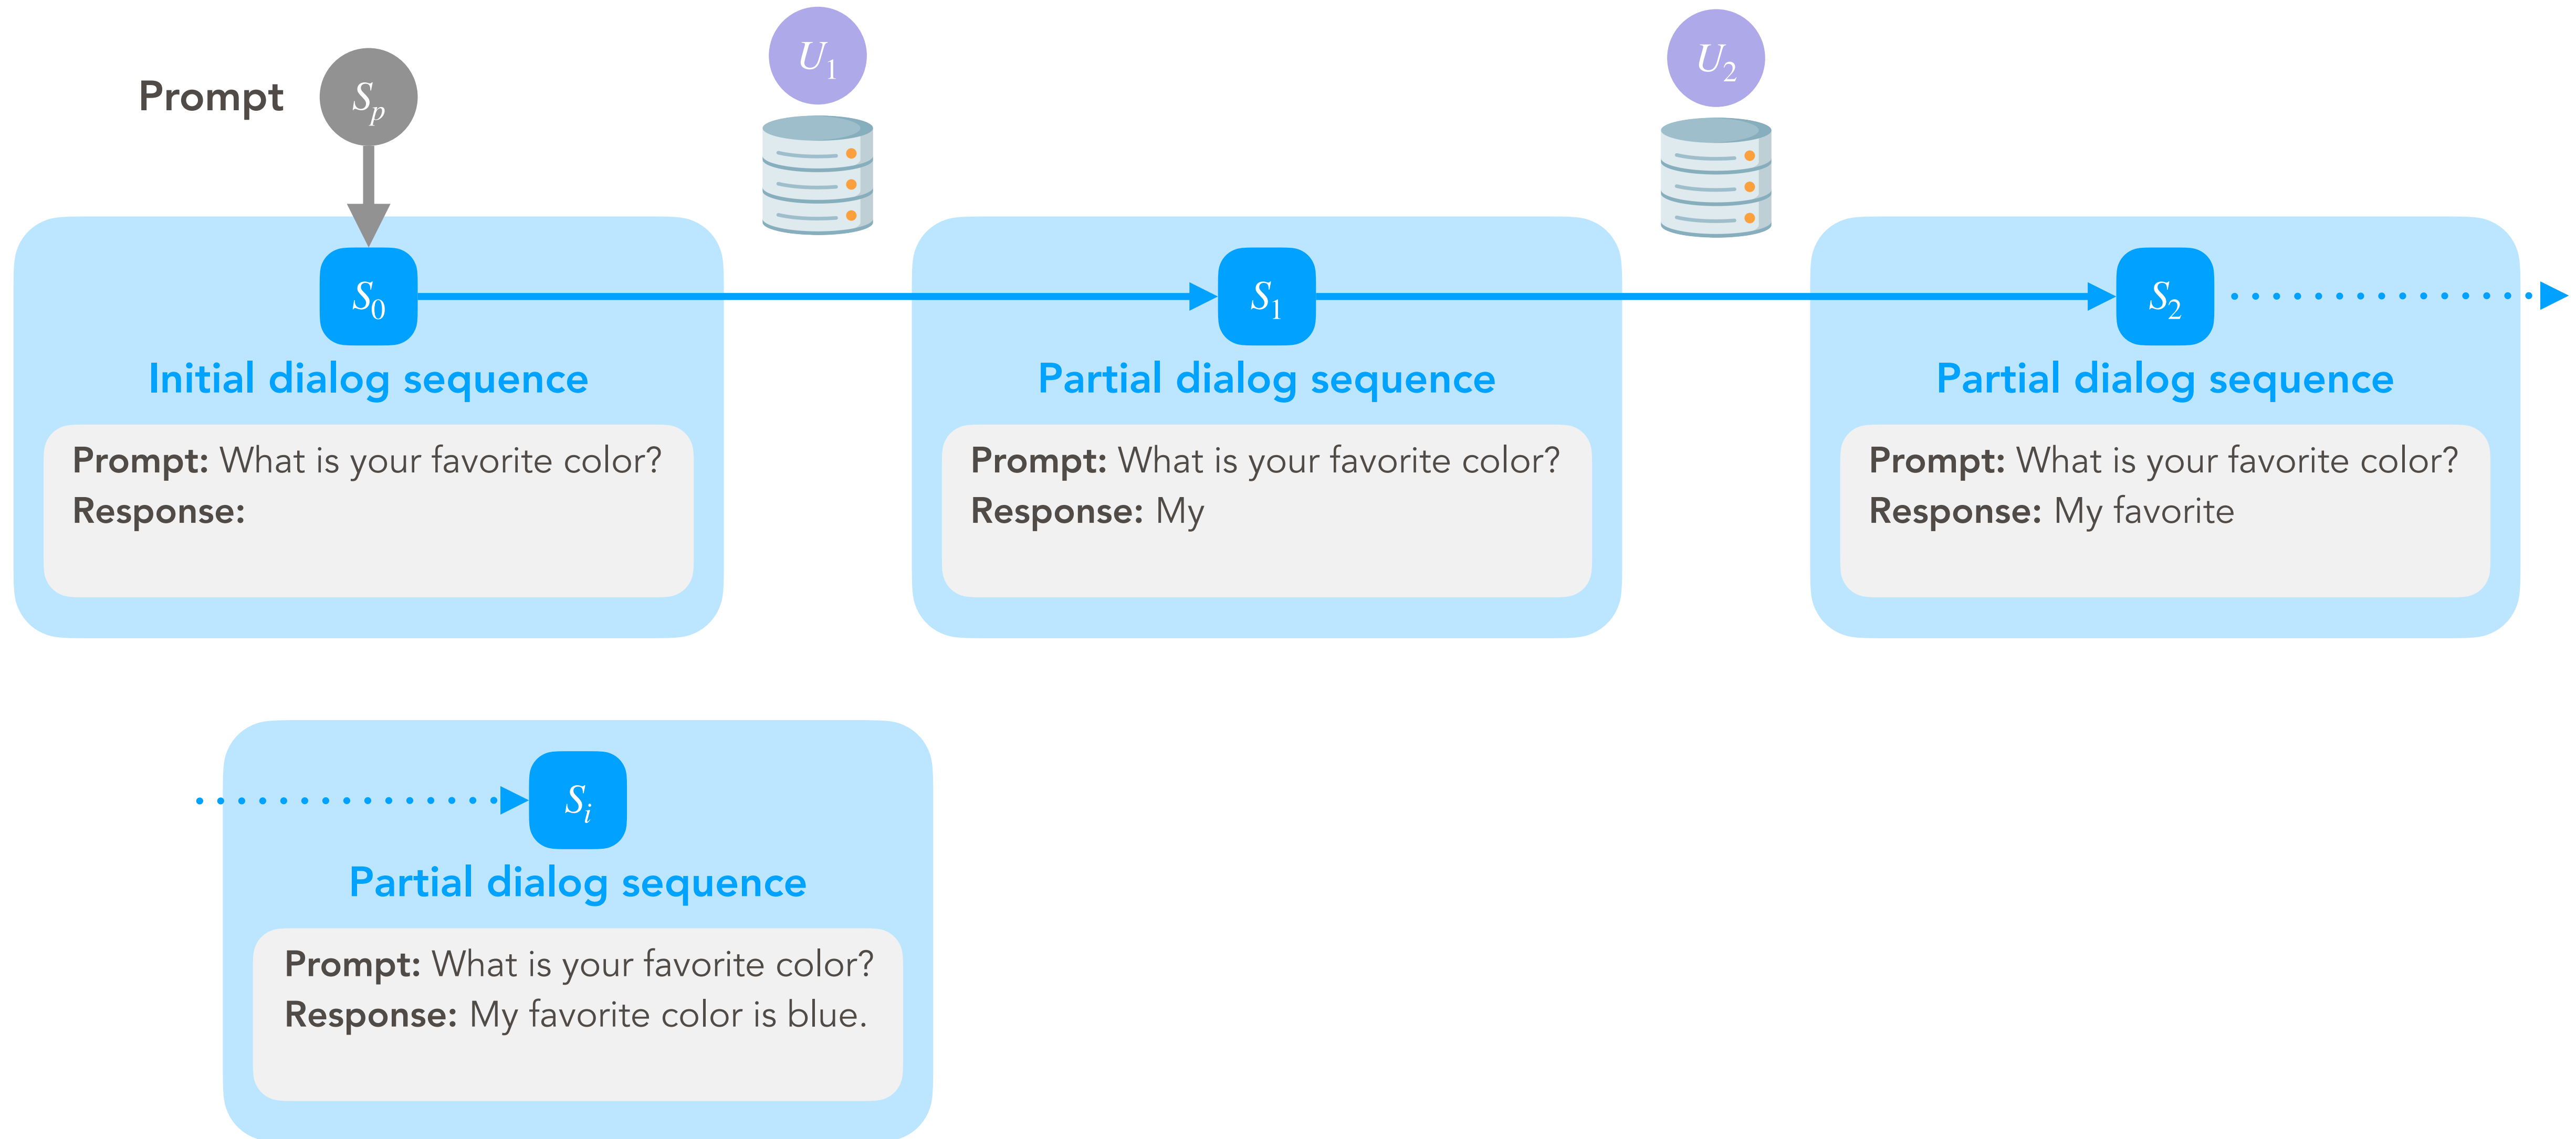 Prompt
Sp
U1
U2
S0
S1
S2
Initial dialog sequence
Partial dialog sequence
Partial dialog sequence
Prompt: What is your favorite color?
Response:
Prompt: What is your favorite color?
Response: My
Prompt: What is your favorite color?
Response: My favorite
Si
Partial dialog sequence
Prompt: What is your favorite color?
Response: My favorite color is blue.